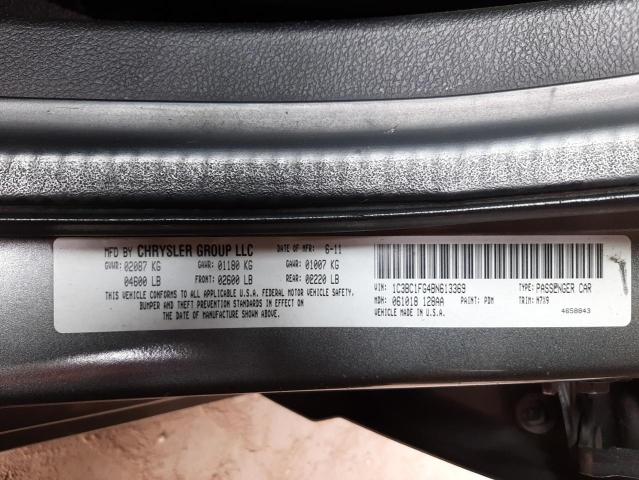 MFD BY CHRYSLER GROUP LLC DATE OF MFR: 6-11
GVWR: 02087 KG GAWR: 01180 KG GAWR: 01007 KG
04600 LB FRONT: 02600 LB REAR: 02220 LB
THIS VEHICLE CONFORMS TO ALL APPLICABLE U.S.A. FEDERAL MOTOR VEHICLE SAFETY,
BUMPER AND THEFT PREVENTION STANDARDS IN EFFECT ON
THE DATE OF MANUFACTURE SHOWN ABOVE.
VIN: 1C3BC1FG4BN613369 TYPE: PASSENGER CAR
MDH: 061018 128AA PAINT: PDM TRIM: M7X9
VEHICLE MADE IN U.S.A. 4658843